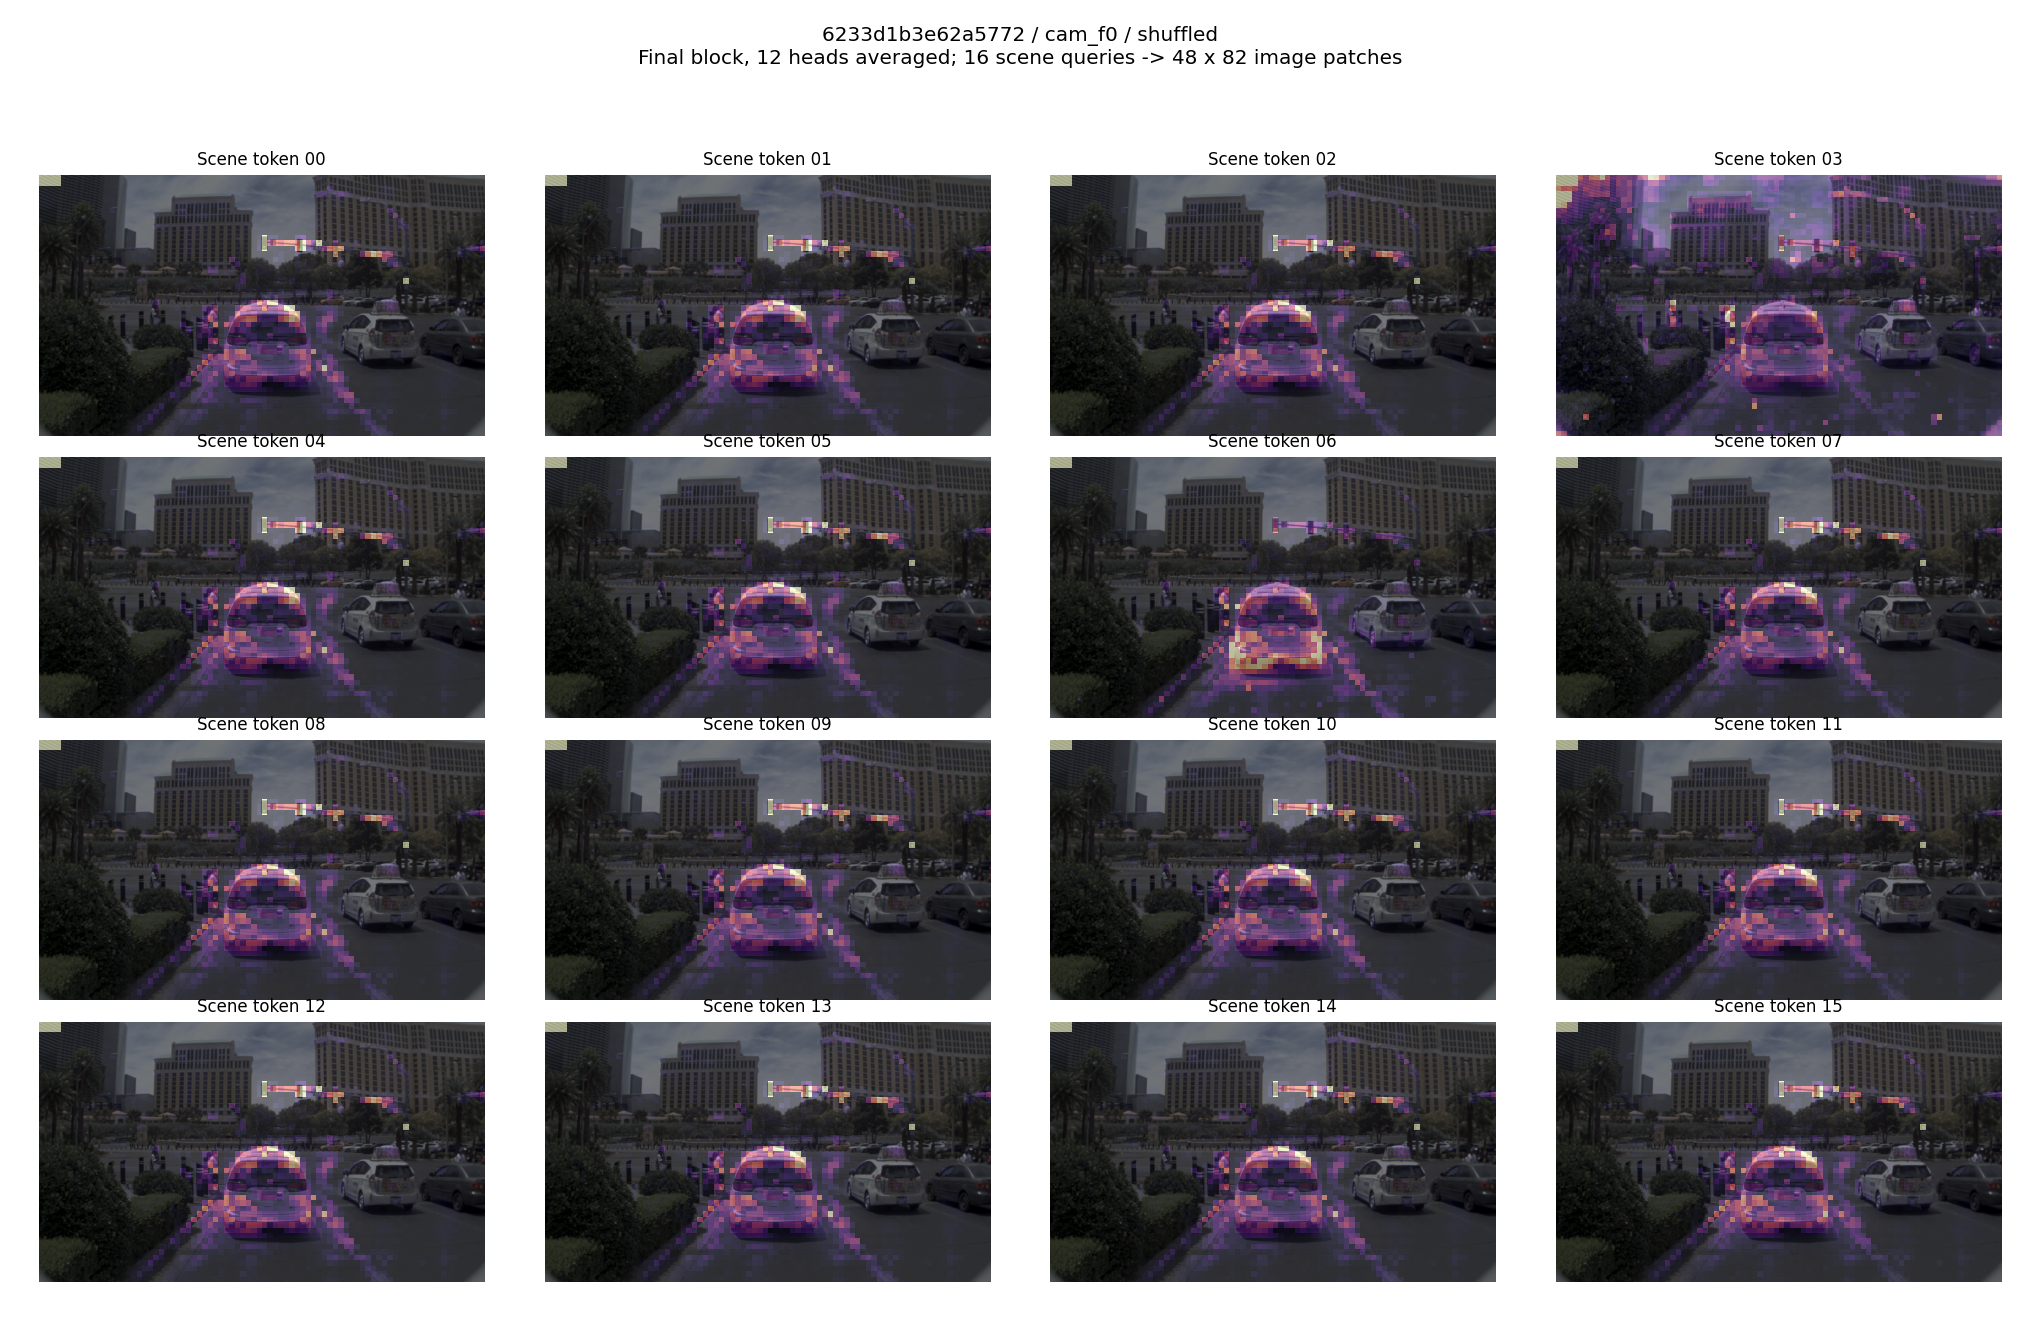 6233d1b3e62a5772 / cam_f0 / shuffled
Final block, 12 heads averaged; 16 scene queries -> 48 x 82 image patches
Scene token 00
Scene token 01
Scene token 02
Scene token 03
Scene token 04
Scene token 05
Scene token 06
Scene token 07
Scene token 08
Scene token 09
Scene token 10
Scene token 11
Scene token 12
Scene token 13
Scene token 14
Scene token 15